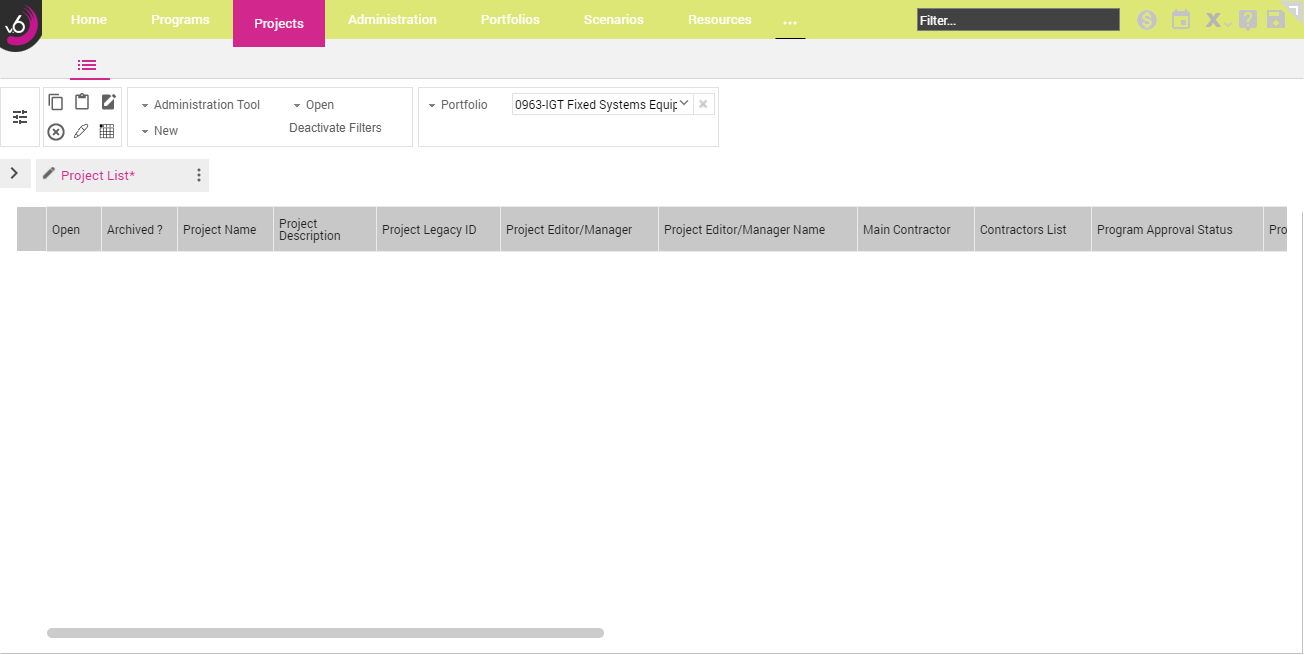 v.6
Home Programs Projects Administration Portfolios Scenarios Resources ... Filter...
Administration Tool Open Portfolio 0963-IGT Fixed Systems Equip
New Deactivate Filters
Project List*
Open Archived ? Project Name Project Description Project Legacy ID Project Editor/Manager Project Editor/Manager Name Main Contractor Contractors List Program Approval Status Pro